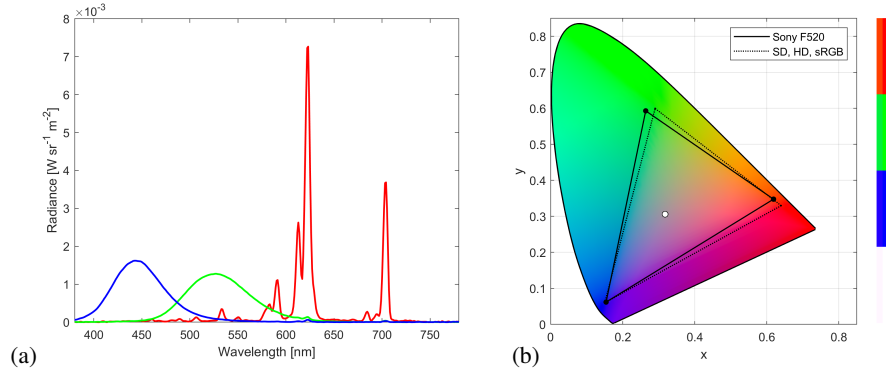 (a)
8 ×10⁻³
7
6
5
4
3
2
1
0
Radiance [W sr⁻¹ m⁻²]
400 450 500 550 600 650 700 750
Wavelength [nm]
(b)
Sony F520
SD, HD, sRGB
0.8
0.7
0.6
0.5
0.4
0.3
0.2
0.1
0
y
0 0.2 0.4 0.6 0.8
x